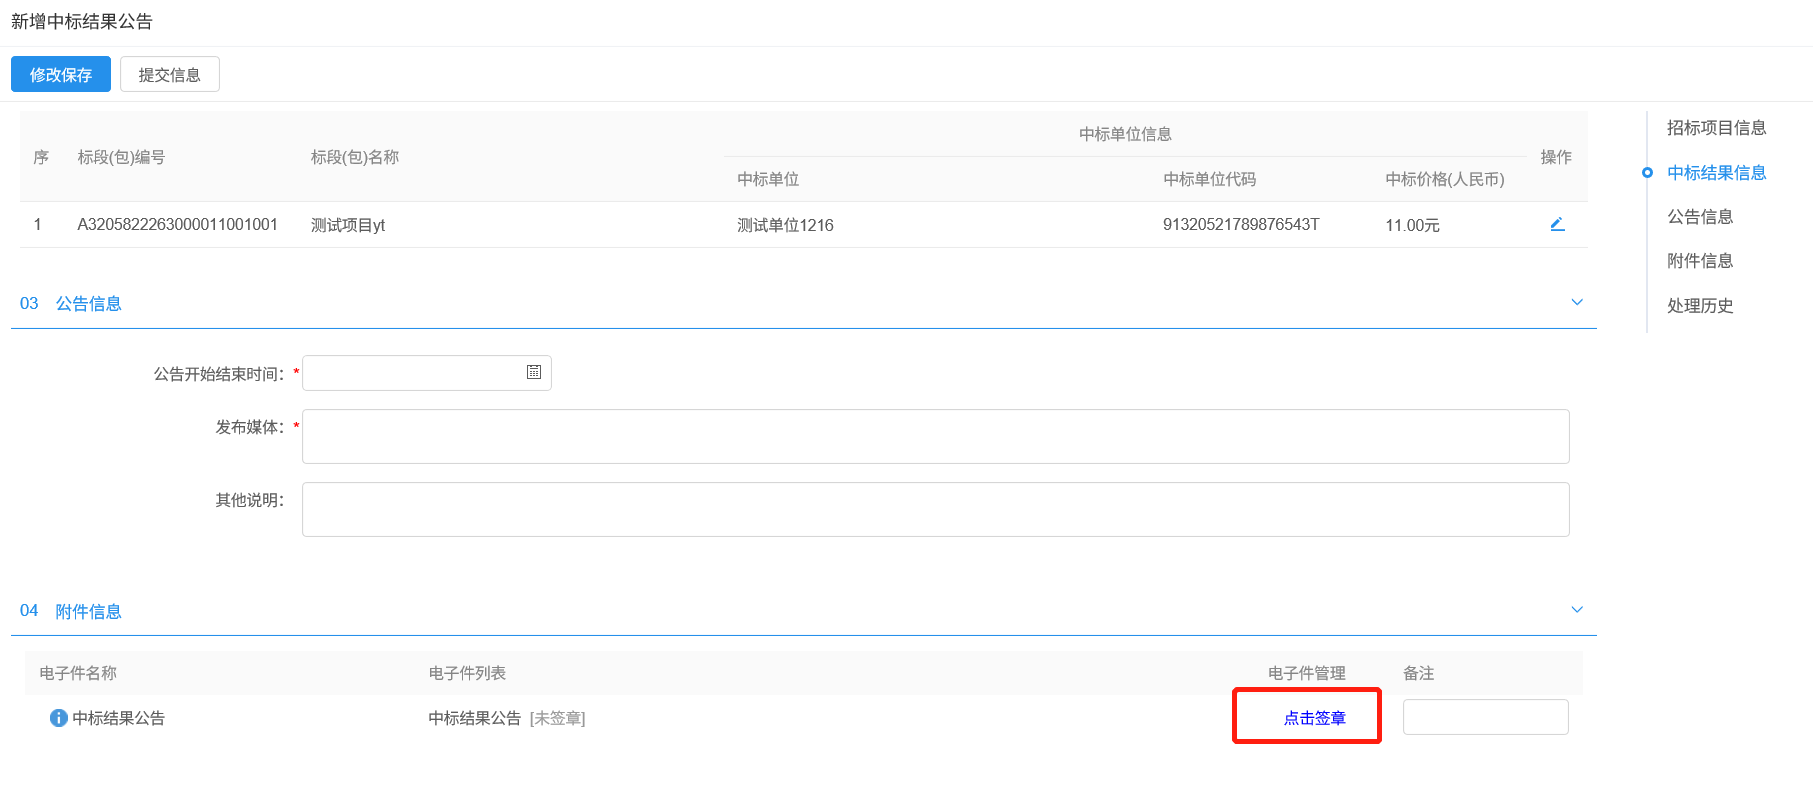 新增中标结果公告
修改保存 提交信息
序 标段(包)编号 标段(包)名称 中标单位信息 操作
中标单位 中标单位代码 中标价格(人民币)
1 A3205822263000011001001 测试项目yt 测试单位1216 91320521789876543T 11.00元
03 公告信息
公告开始结束时间：*
发布媒体：*
其他说明：
04 附件信息
电子件名称 电子件列表 电子件管理 备注
中标结果公告 中标结果公告 [未签章] 点击签章
招标项目信息
中标结果信息
公告信息
附件信息
处理历史